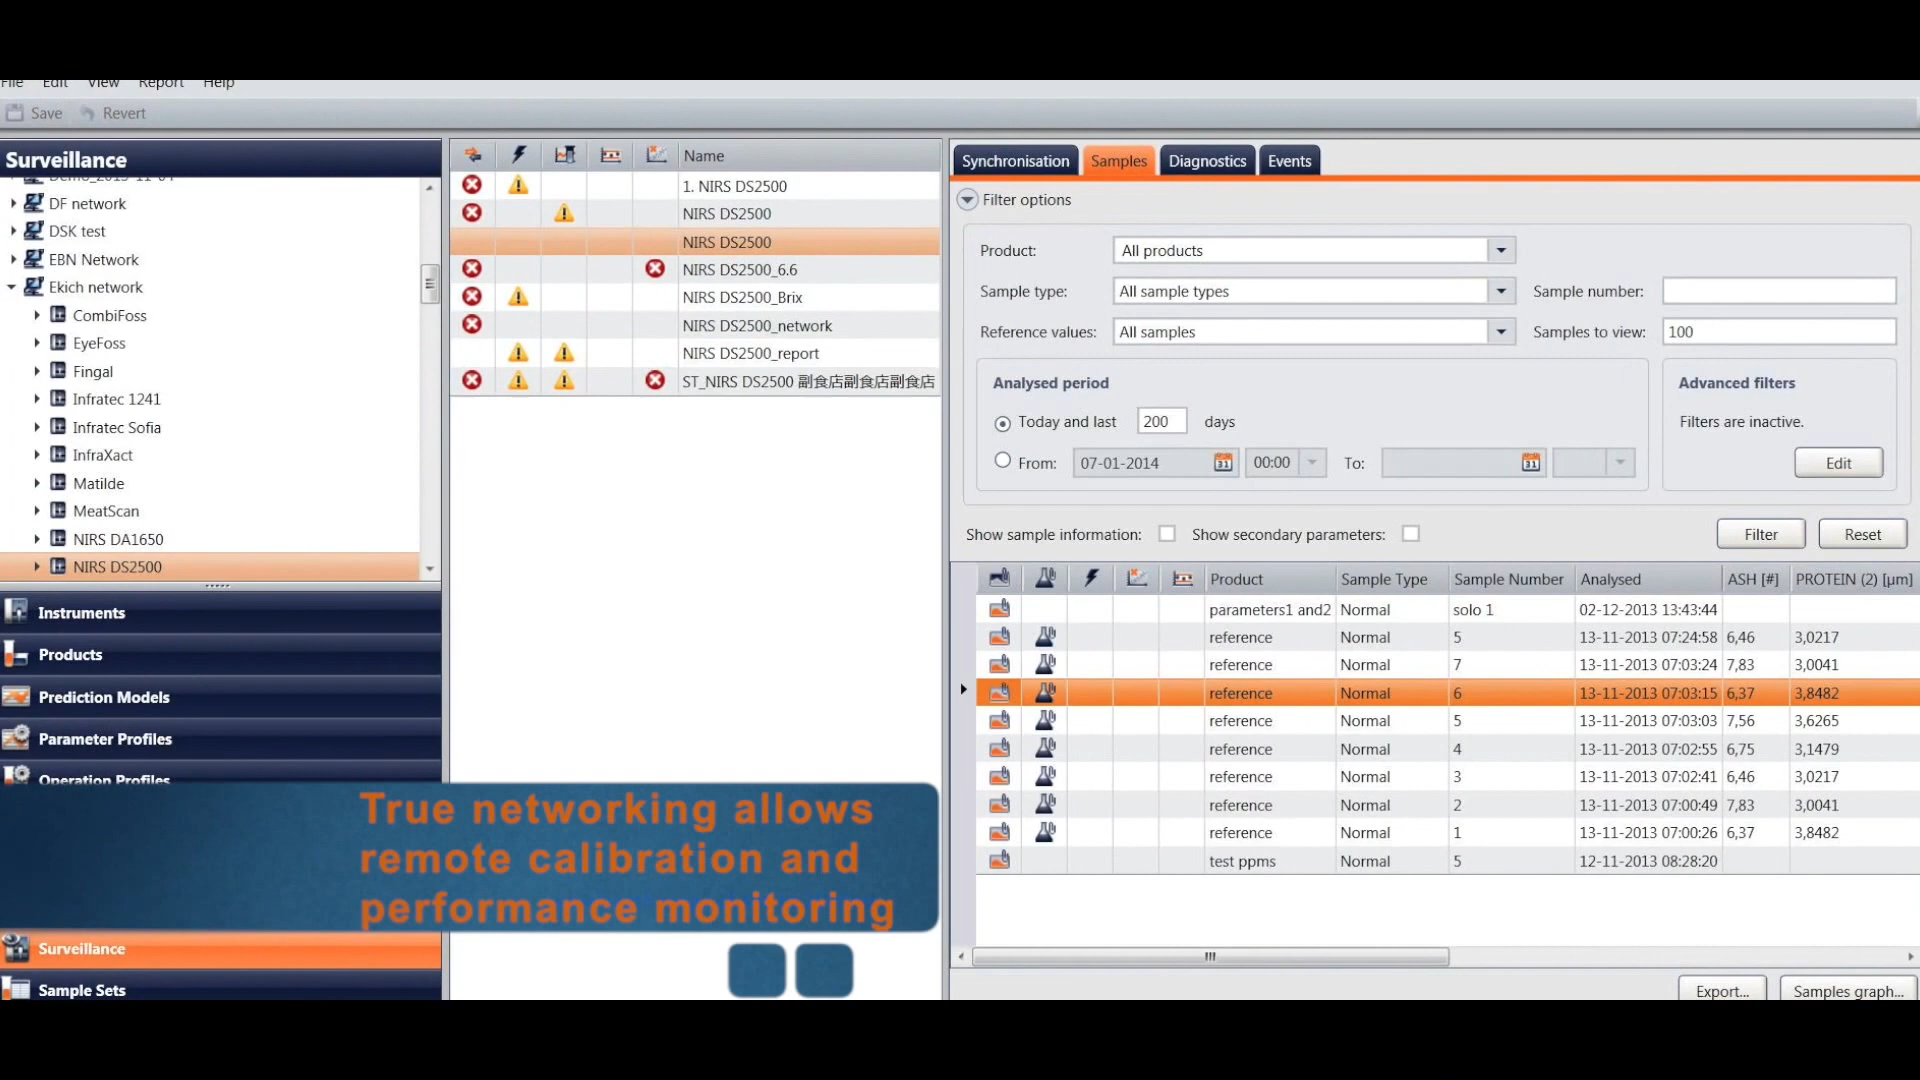 File Edit View Report Help
Save Revert
Surveillance
Demo_2013-11-04
DF network
DSK test
EBN Network
Ekich network
CombiFoss
EyeFoss
Fingal
Infratec 1241
Infratec Sofia
InfraXact
Matilde
MeatScan
NIRS DA1650
NIRS DS2500
Instruments
Products
Prediction Models
Parameter Profiles
Operation Profiles
Surveillance
Sample Sets
Name
1. NIRS DS2500
NIRS DS2500
NIRS DS2500
NIRS DS2500_6.6
NIRS DS2500_Brix
NIRS DS2500_network
NIRS DS2500_report
ST_NIRS DS2500 副食店副食店副食店
True networking allows
remote calibration and
performance monitoring
Synchronisation Samples Diagnostics Events
Filter options
Product: All products
Sample type: All sample types Sample number:
Reference values: All samples Samples to view: 100
Analysed period Advanced filters
Today and last 200 days Filters are inactive.
From: 07-01-2014 31 00:00 To: 31 Edit
Show sample information: Show secondary parameters: Filter Reset
Product Sample Type Sample Number Analysed ASH [#] PROTEIN (2) [µm]
parameters1 and2 Normal solo 1 02-12-2013 13:43:44
reference Normal 5 13-11-2013 07:24:58 6,46 3,0217
reference Normal 7 13-11-2013 07:03:24 7,83 3,0041
reference Normal 6 13-11-2013 07:03:15 6,37 3,8482
reference Normal 5 13-11-2013 07:03:03 7,56 3,6265
reference Normal 4 13-11-2013 07:02:55 6,75 3,1479
reference Normal 3 13-11-2013 07:02:41 6,46 3,0217
reference Normal 2 13-11-2013 07:00:49 7,83 3,0041
reference Normal 1 13-11-2013 07:00:26 6,37 3,8482
test ppms Normal 5 12-11-2013 08:28:20
Export... Samples graph...